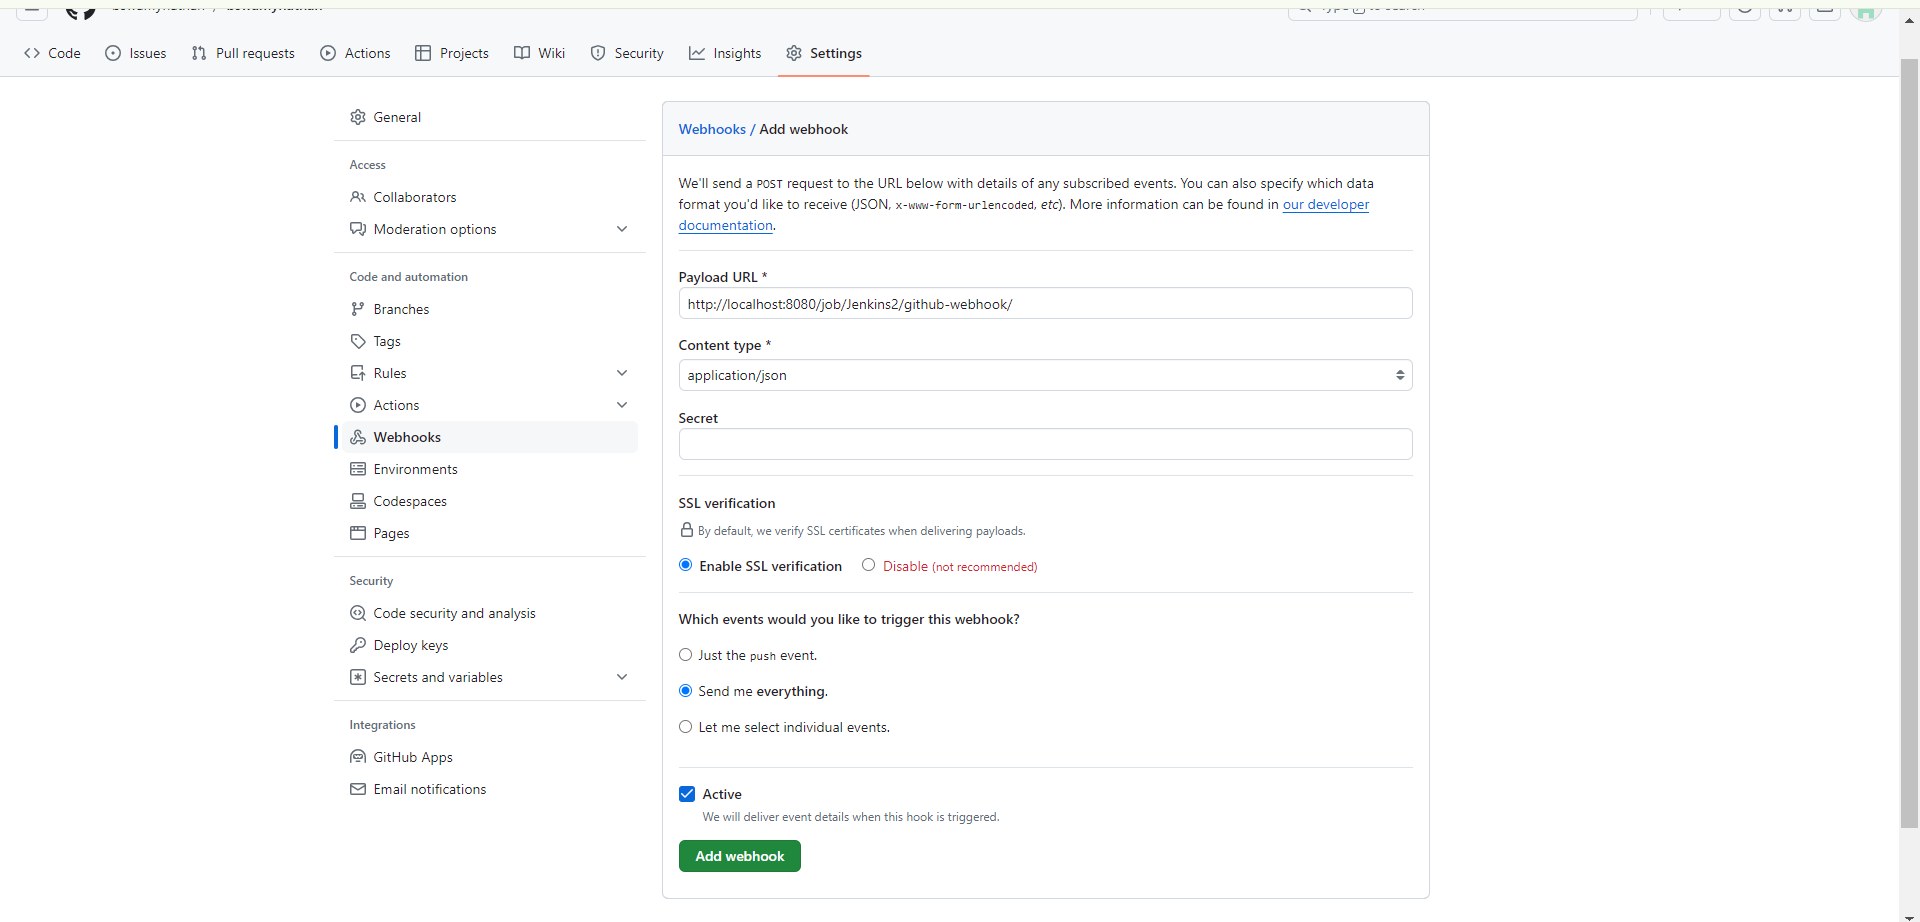 Code
Issues
Pull requests
Actions
Projects
Wiki
Security
Insights
Settings
General
Access
Collaborators
Moderation options
Code and automation
Branches
Tags
Rules
Actions
Webhooks
Environments
Codespaces
Pages
Security
Code security and analysis
Deploy keys
Secrets and variables
Integrations
GitHub Apps
Email notifications
Webhooks / Add webhook
We'll send a POST request to the URL below with details of any subscribed events. You can also specify which data
format you'd like to receive (JSON, x-www-form-urlencoded, etc). More information can be found in our developer
documentation.
Payload URL *
http://localhost:8080/job/Jenkins2/github-webhook/
Content type *
application/json
Secret
SSL verification
By default, we verify SSL certificates when delivering payloads.
Enable SSL verification
Disable (not recommended)
Which events would you like to trigger this webhook?
Just the push event.
Send me everything.
Let me select individual events.
Active
We will deliver event details when this hook is triggered.
Add webhook